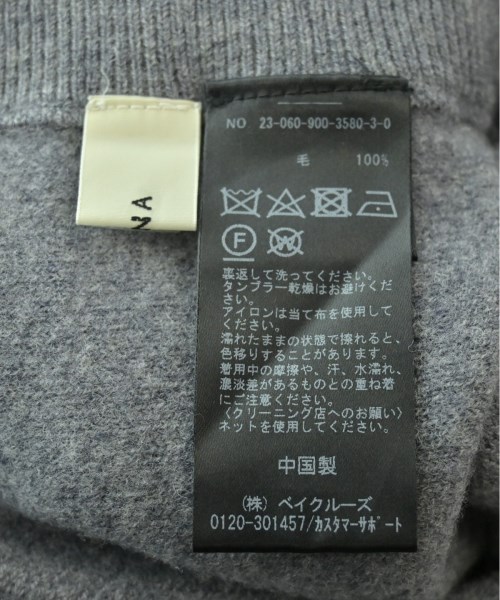 NA
NO 23-060-900-3580-3-0
毛 100%
F W
裏返して洗ってください。
タンブラー乾燥はお避けくだ
さい。
アイロンは当て布を使用して
ください。
濡れたままの状態で擦れると、
色移りすることがあります。
着用中の摩擦や、汗、水濡れ、
濃淡差があるものとの重ね着
にご注意ください。
〈クリーニング店へのお願い〉
ネットを使用してください。
中国製
(株) ベイクルーズ
0120-301457/カスタマーサポート